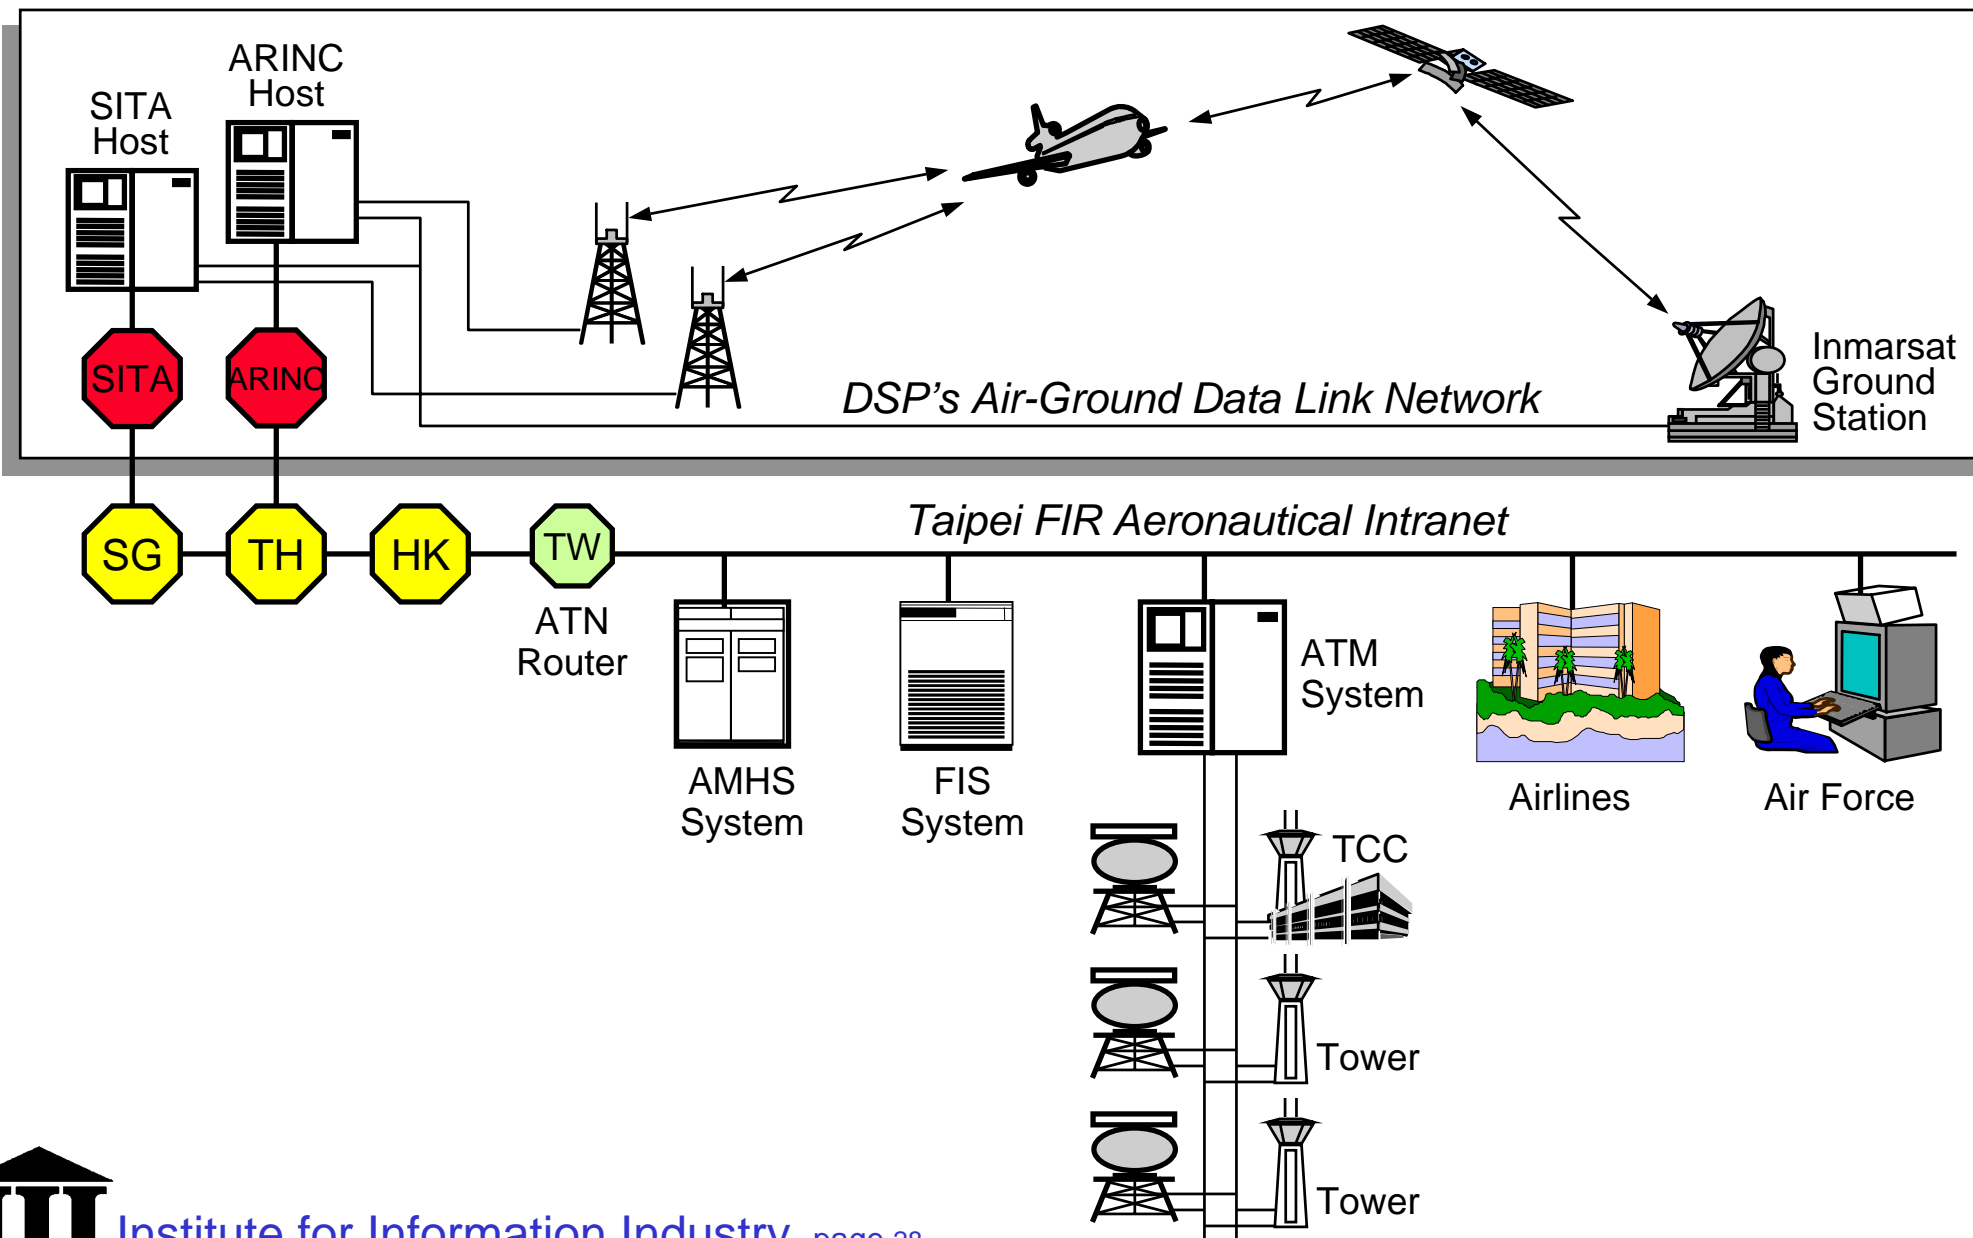 ARINC
Host
SITA
Host
SITA
ARINC
DSP's Air-Ground Data Link Network
Inmarsat
Ground
Station
Taipei FIR Aeronautical Intranet
SG
TH
HK
TW
ATN
Router
AMHS
System
FIS
System
ATM
System
Airlines
Air Force
TCC
Tower
Tower
Institute for Information Industry page 28